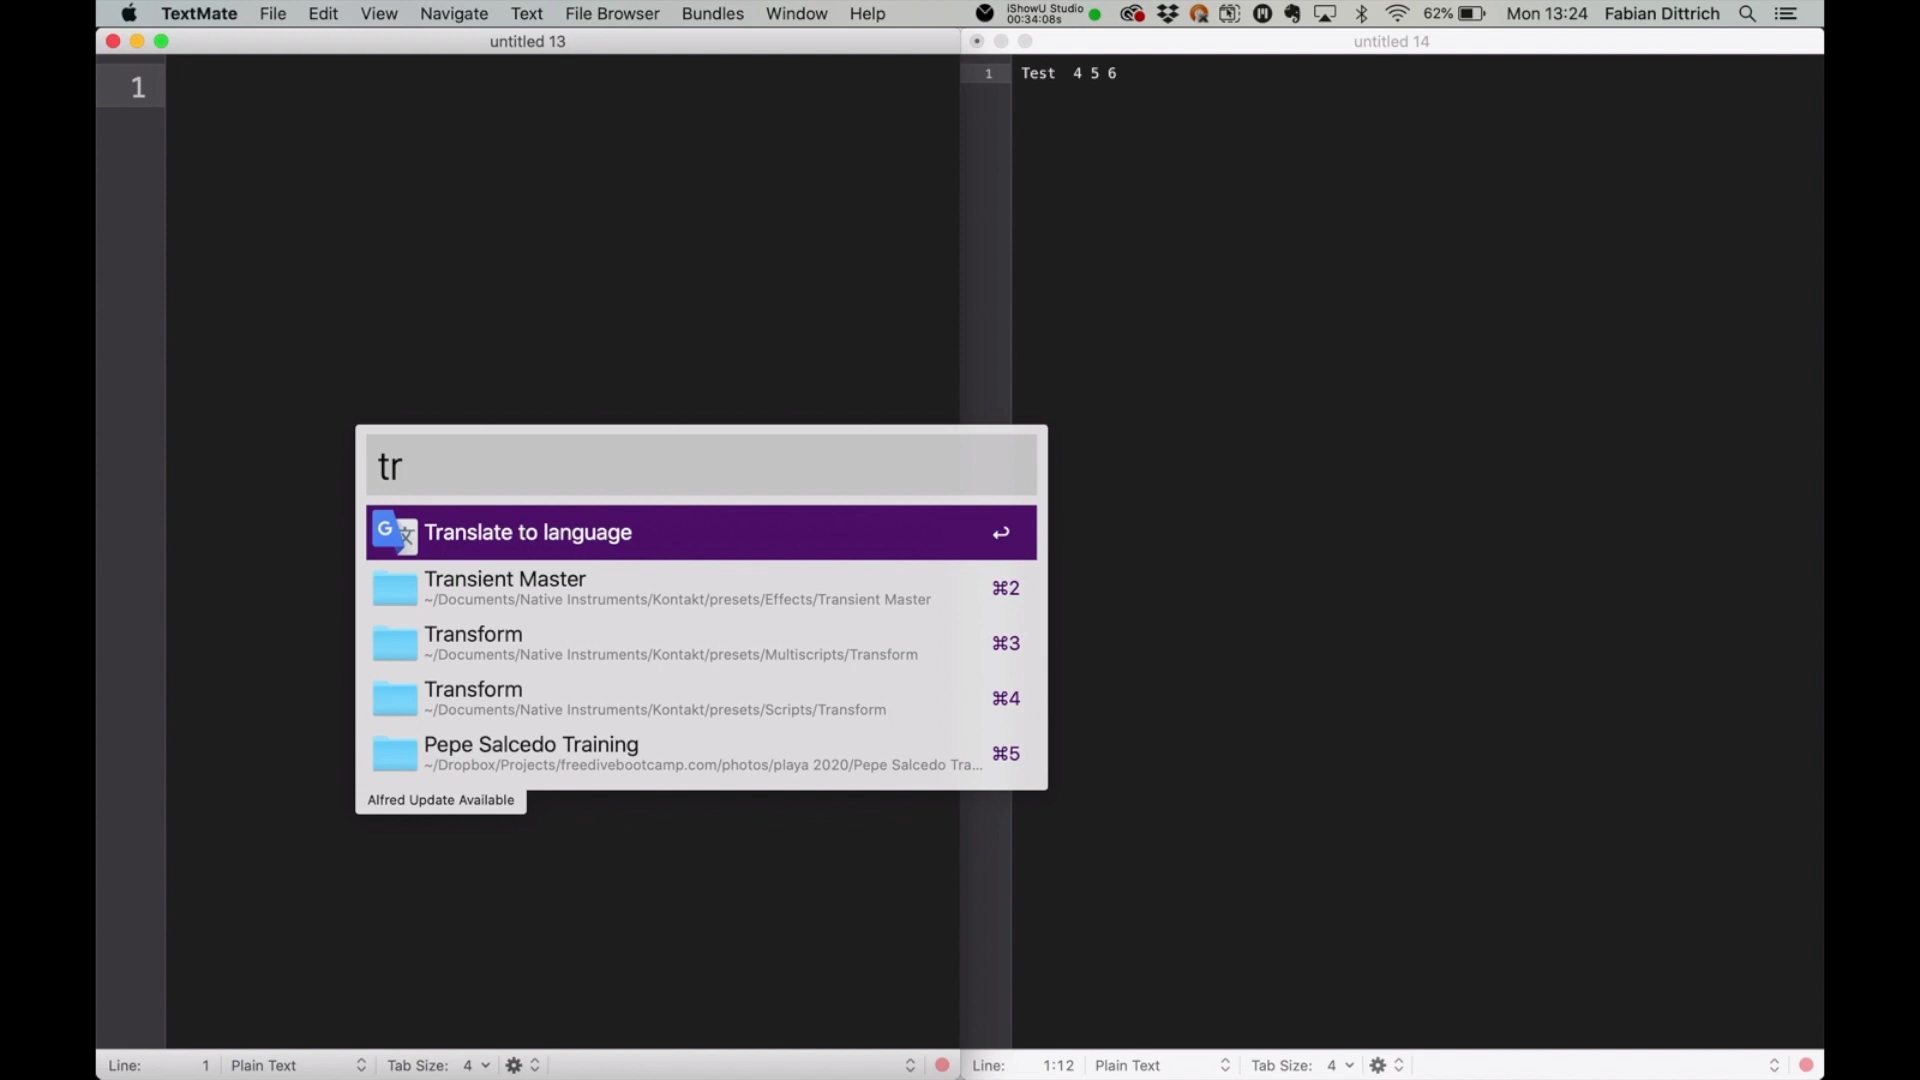 TextMate File Edit View Navigate Text File Browser Bundles Window Help iShowU Studio 00:34:08s 62% Mon 13:24 Fabian Dittrich
untitled 13
untitled 14
1
1 Test  4 5 6
tr
Translate to language
Transient Master ⌘2
~/Documents/Native Instruments/Kontakt/presets/Effects/Transient Master
Transform ⌘3
~/Documents/Native Instruments/Kontakt/presets/Multiscripts/Transform
Transform ⌘4
~/Documents/Native Instruments/Kontakt/presets/Scripts/Transform
Pepe Salcedo Training ⌘5
~/Dropbox/Projects/freedivebootcamp.com/photos/playa 2020/Pepe Salcedo Tra...
Alfred Update Available
Line: 1 Plain Text Tab Size: 4
Line: 1:12 Plain Text Tab Size: 4